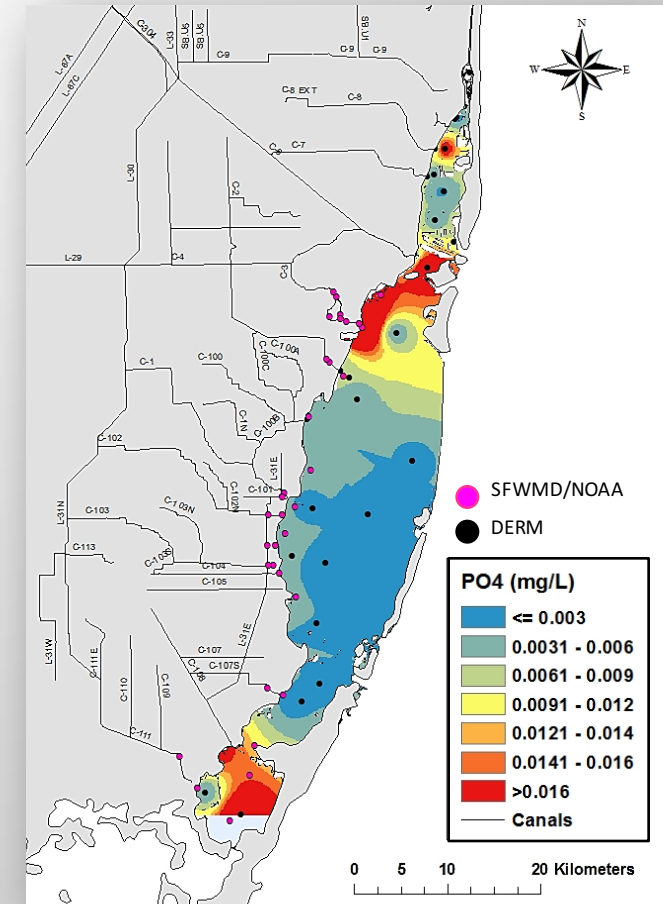 C-304
L-33
SB.U6
SB.U5
SB.U1
N
W
E
S
L-67A
L-67C
C-9
C-9
C-9
C-8 EXT
C-8
C-7
C-6
L-30
C-2
L-29
C-4
C-3
C-100A
C-100C
C-1
C-100
C-1N
C-100B
C-102
L-31E
C-101
C-102N
L-31N
C-103
C-103N
C-113
C-103S
C-104
C-105
L-31W
L-31E
C-111E
C-110
C-109
C-107
C-108
C-107S
C-111
SFWMD/NOAA
DERM
PO4 (mg/L)
<= 0.003
0.0031 - 0.006
0.0061 - 0.009
0.0091 - 0.012
0.0121 - 0.014
0.0141 - 0.016
>0.016
Canals
0 5 10 20 Kilometers